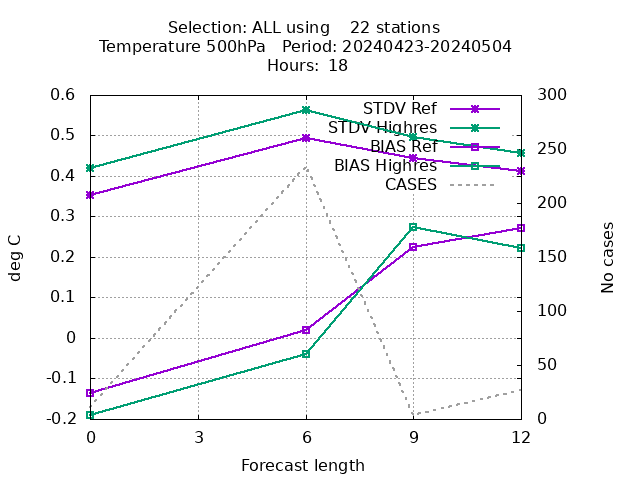 Selection: ALL using 22 stations
Temperature 500hPa Period: 20240423-20240504
Hours: 18
STDV Ref
STDV Highres
BIAS Ref
BIAS Highres
CASES
deg C
0.6
0.5
0.4
0.3
0.2
0.1
0
-0.1
-0.2
300
250
200
150
100
50
0
No cases
0 3 6 9 12
Forecast length